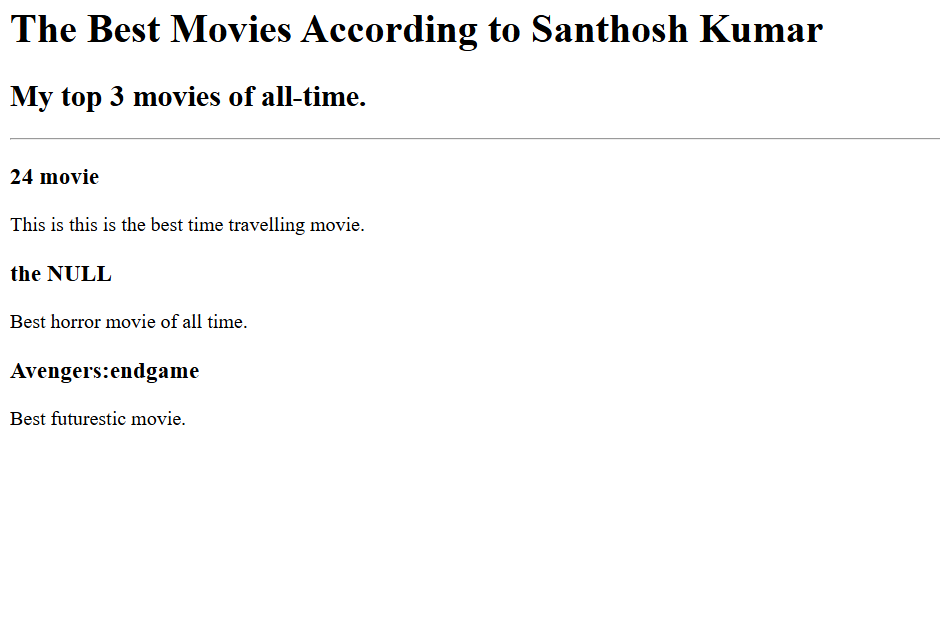 The Best Movies According to Santhosh Kumar
My top 3 movies of all-time.
24 movie
This is this is the best time travelling movie.
the NULL
Best horror movie of all time.
Avengers:endgame
Best futurestic movie.